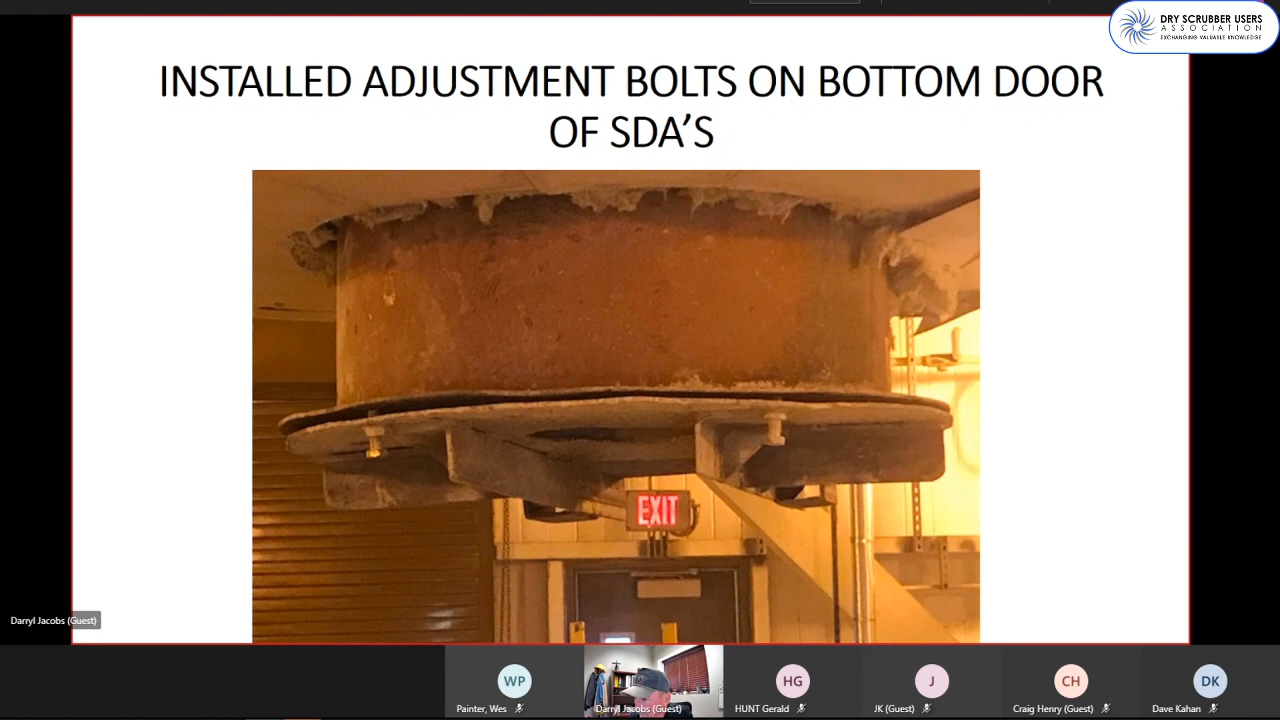 DRY SCRUBBER USERS
ASSOCIATION
EXCHANGING VALUABLE KNOWLEDGE
INSTALLED ADJUSTMENT BOLTS ON BOTTOM DOOR
OF SDA'S
EXIT
Darryl Jacobs (Guest)
WP
HG
J
CH
DK
Painter, Wes
Darryl Jacobs (Guest)
HUNT Gerald
JK (Guest)
Craig Henry (Guest)
Dave Kahan